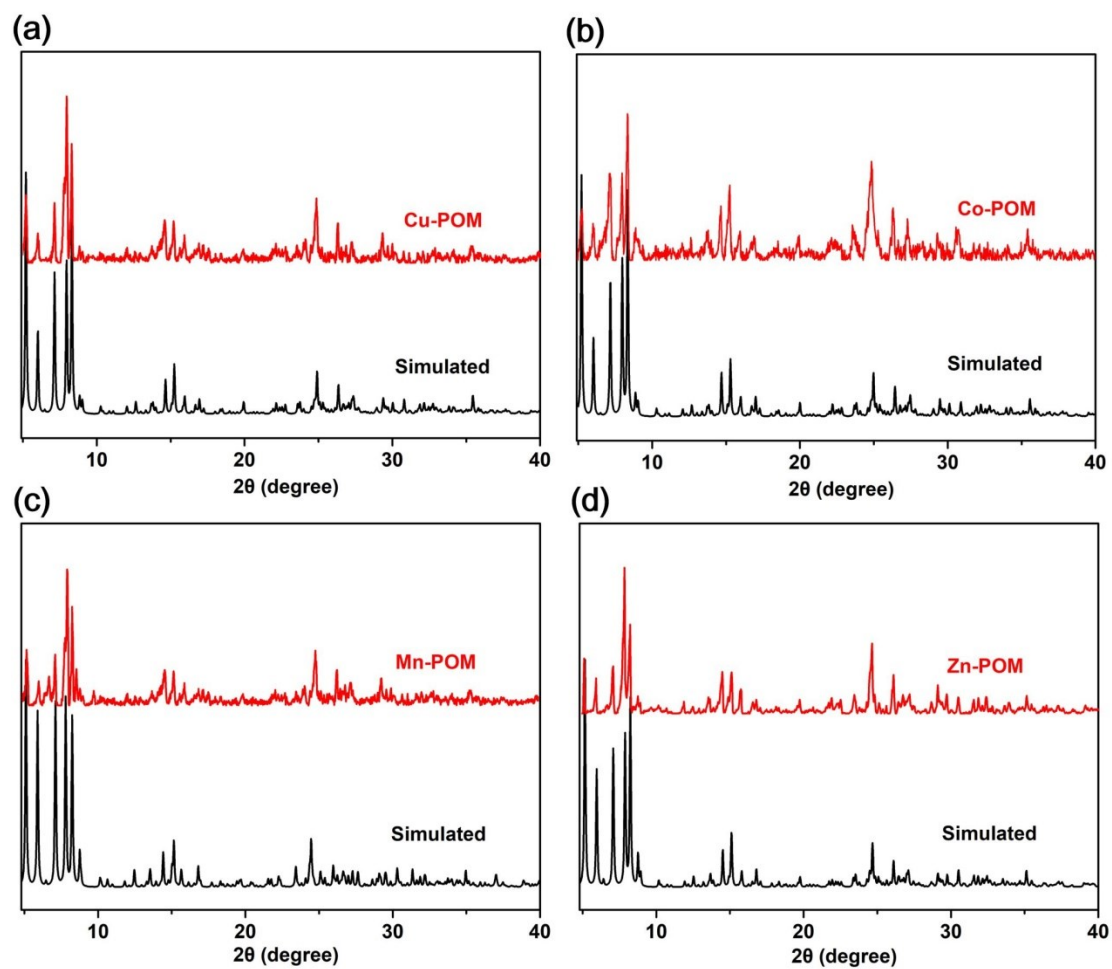 (a)
Cu-POM
Simulated
10 20 30 40
2θ (degree)
(b)
Co-POM
Simulated
10 20 30 40
2θ (degree)
(c)
Mn-POM
Simulated
10 20 30 40
2θ (degree)
(d)
Zn-POM
Simulated
10 20 30 40
2θ (degree)